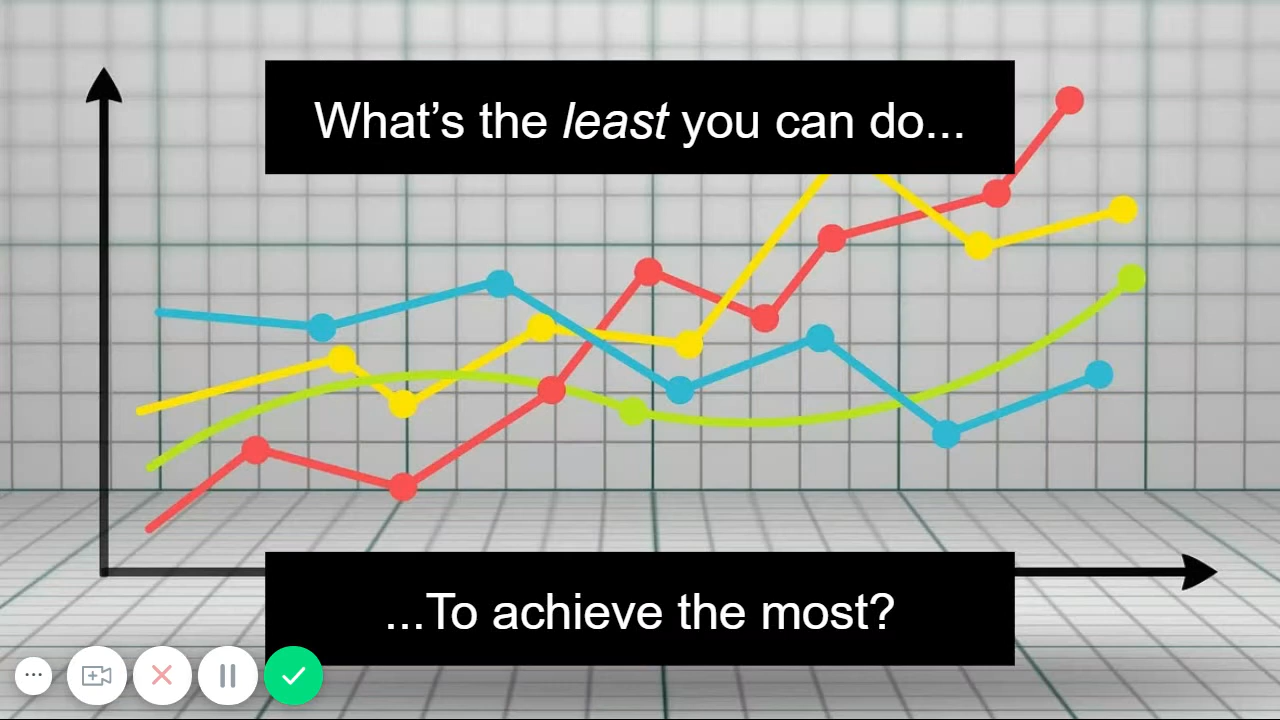 What’s the least you can do...
...To achieve the most?